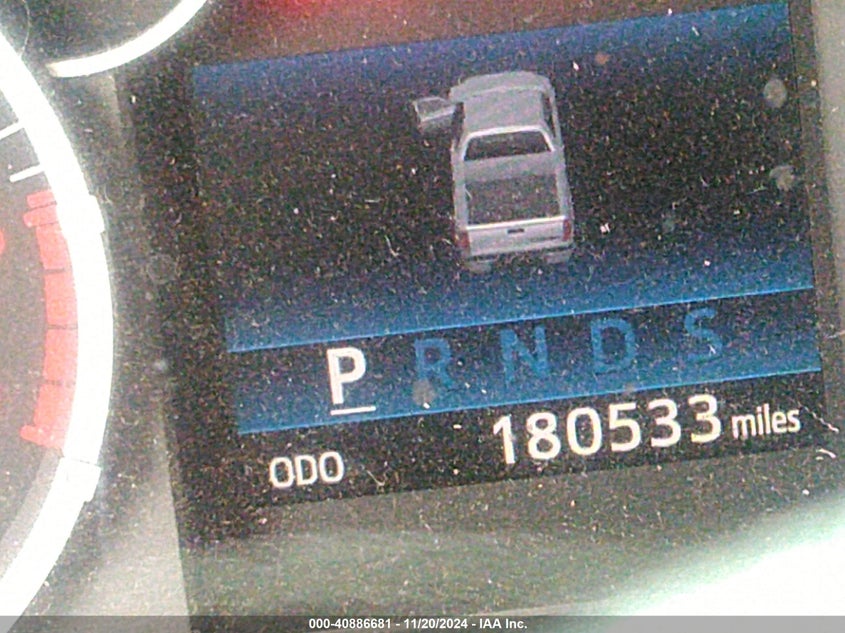 P R N D S
ODO 180533 miles
000-40886681 - 11/20/2024 - IAA Inc.